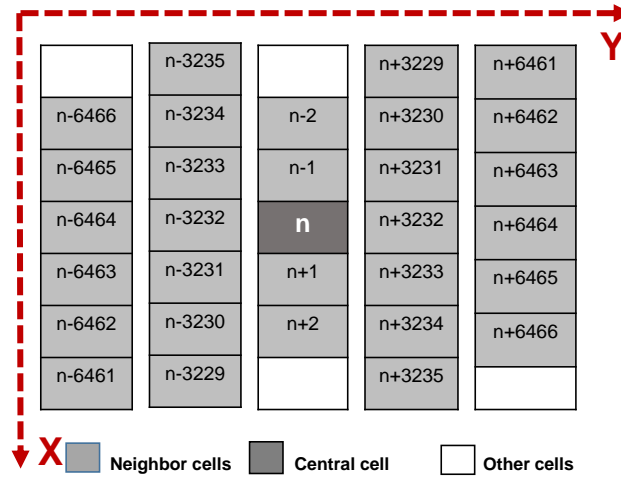 Y
n-3235 n+3229 n+6461
n-6466 n-3234 n-2 n+3230 n+6462
n-6465 n-3233 n-1 n+3231 n+6463
n-6464 n-3232 n n+3232 n+6464
n-6463 n-3231 n+1 n+3233 n+6465
n-6462 n-3230 n+2 n+3234 n+6466
n-6461 n-3229 n+3235
X Neighbor cells Central cell Other cells